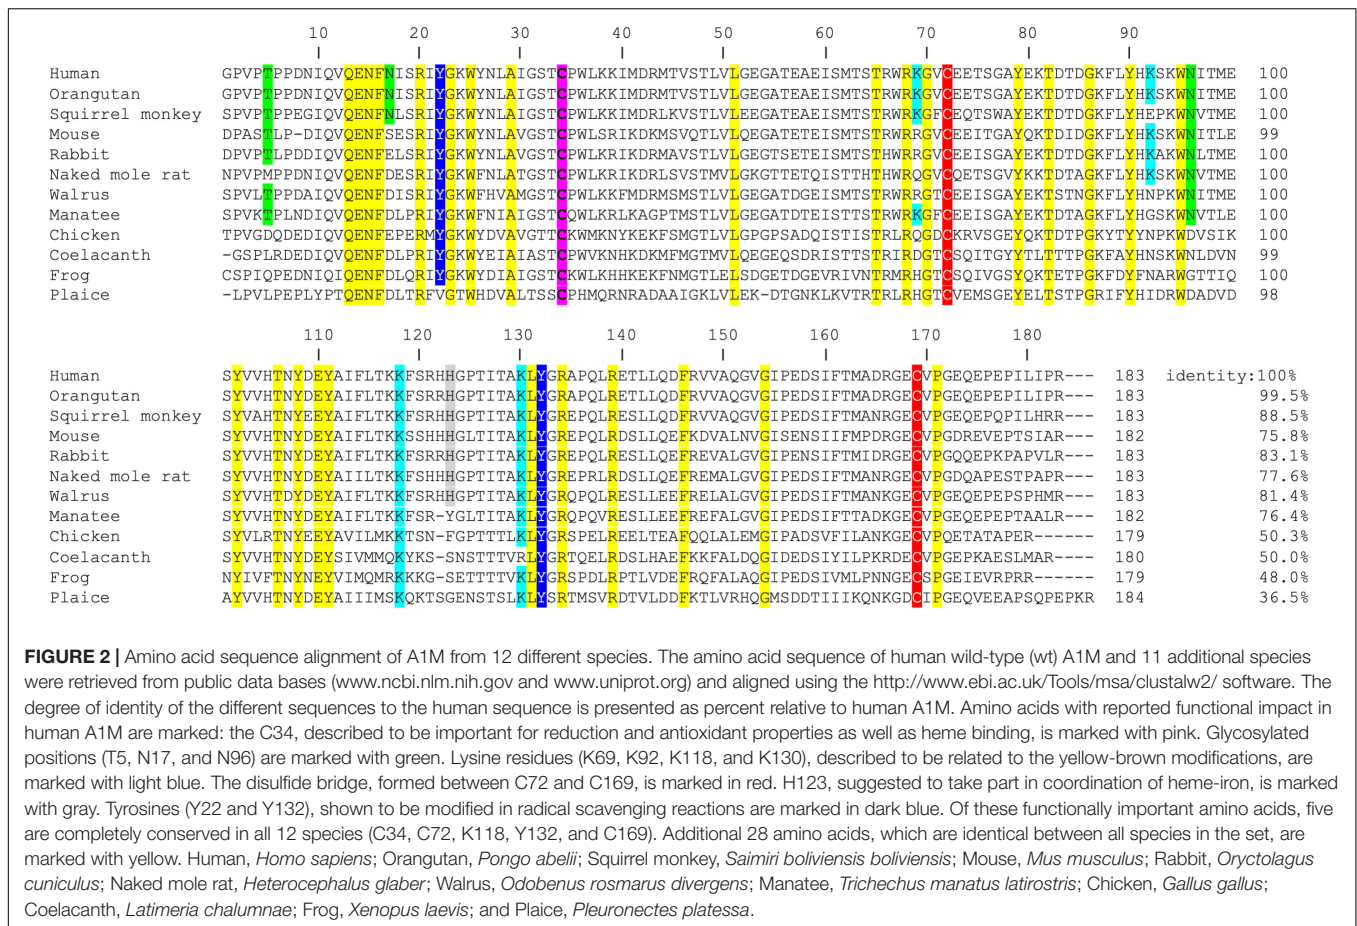 10 20 30 40 50 60 70 80 90
Human GPVPTPPDNIQVQENFNISRIYGKWYNLAIGSTCPWLKKIMDRMTVSTLVLGEGATEAEISMTSTRWRKGVCEETSGAYEKTDTDGKFLYHKSKWNITME 100
Orangutan GPVPTPPDNIQVQENFNISRIYGKWYNLAIGSTCPWLKKIMDRMTVSTLVLGEGATEAEISMTSTRWRKGVCEETSGAYEKTDTDGKFLYHKSKWNITME 100
Squirrel monkey SPVPTPPEGIQVQENFNLSRIYGKWYNLAIGSTCPWLKKIMDRLKVSTLVLGEGATEAEISMTSTRWRKGFCEQTSWAYEKTDTDGKFLYHEPKWNITME 100
Mouse DPASTLP-DIQVQENFSESRIYGKWYNLAVGSTCPWLSRIKDKMSVQTLVLQEGATETEISMTSTRWRRGVCEEITGAYQKTDIDGKFLYHKSKWNITLE 99
Rabbit DPVPTLPDDIQVQENFELSRIYGKWYNLAVGSTCPWLKRIKDRMAVSTLVLGEGTSETEISMTSTHWRRGVCEEISGAYEKTDTDGKFLYHKAKWNLTME 100
Naked mole rat NPVPMPPDNIQVQENFDISRIYGKWFNLATGSTCPWLKRIKDRLSVSTMVLGKGTTETQISTTHTHWRQGVCQETSGVYKKTDTAGKFLYHKSKWNVTME 100
Walrus SPVLTPPDAIQVQENFDISRIYGKWFHVAMGSTCPWLKKFMDRMSMSTLVLGEGATDGEISMTSTRWRRGTCEEISGAYEKTSTNGKFLYHNPKWNITME 100
Manatee SPVKTPLNDIQVQENFDLPRIYGKWFNIAIGSTCQWLKRLKAGPTMSTLVLGEGATDTEISTTSTRWRKGFCEEISGAYEKTDTAGKFLYHGSKWNVTLE 100
Chicken TPVGDQDEDIQVQENFEPERMYGKWYDVAVGTTCKWMKNYKEKFSMGTLVLGPGPSADQISTISTRLRQGDCKRVSGEYQKTDTPGKYTYYNPKWDVSIK 100
Coelacanth -GSPLRDEDIQVQENFDLPRIYGKWYEIAIASTCPWVKNHKDKMFMGTMVLQEGEQSDRISTTSTRIRDGTCSQITGYYTLTTTPGKFAYHNSKWNLDVN 99
Frog CSPIQPEDNIQIQENFDLQRIYGKWYDIAIGSTCKWLKHHKEKFNMGTLELSDGETDGEVRIVNTRMRHGTCSQIVGSYQKTETPGKFDYFNARWGTTIQ 100
Plaice -LPVLPEPLYPTQENFDLTRFVGTWHDVALTSSCPHMQRNRADAAIGKLVLEK-DTGNKLKVTRTRLRHGTCVEMSGEYELTSTPGRIFYHIDRWDADVD 98
110 120 130 140 150 160 170 180
Human SYVVHTNYDEYAIFLTKKFSRHHGPTITAKLYGRAPQLRETLLQDFRVVAQGVGIPEDSIFTMADRGECVPGEQEPEPILIPR--- 183 identity:100%
Orangutan SYVVHTNYDEYAIFLTKKFSRRHGPTITAKLYGRAPQLRETLLQDFRVVAQGVGIPEDSIFTMADRGECVPGEQEPEPILIPR--- 183 99.5%
Squirrel monkey SYVAHTNYEEYAIFLTKKFSRRHGPTITAKLYGREPQLRESLLQDFRVVAQGVGIPEDSIFTMANRGECVPGEQEPQPILHRR--- 183 88.5%
Mouse SYVVHTNYDEYAIFLTKKSSHHHGLTITAKLYGREPQLRDSLLQEFKDVALNVGISENSIIFMPDRGECVPGDREVEPTSIAR--- 182 75.8%
Rabbit SYVVHTNYDEYAIFLTKKFSRRHGPTITAKLYGREPQLRESLLQEFREVALGVGIPENSIFTMIDRGECVPGQQEPKPAPVLR--- 183 83.1%
Naked mole rat SYVVHTNYDEYAIILTKKFSRHHGPTITAKLYGREPRLRDSLLQEFREMALGVGIPEDSIFTMANRGECVPGDQAPESTPAPR--- 183 77.6%
Walrus SYVVHTDYDEYAIFLTKKFSRHHGPTITAKLYGRQPQLRESLLEEFRELALGVGIPEDSIFTMANKGECVPGEQEPEPSPHMR--- 183 81.4%
Manatee SYVVHTNYDEYAIFLTKKFSR-YGLTITAKLYGRQPQVRESLLEEFREFALGVGIPEDSIFTTADKGECVPGEQEPEPTAALR--- 182 76.4%
Chicken SYVLRTNYEEYAVILMKKTSN-FGPTTTLKLYGRSPELREELTEAFQQLALEMGIPADSVFILANKGECVPQETATAPER------ 179 50.3%
Coelacanth SYVVHTNYDEYSIVMMQKYKS-SNSTTTVRLYGRTQELRDSLHAEFKKFALDQGIDEDSIYILPKRDECVPGEPKAESLMAR---- 180 50.0%
Frog NYIVFTNYNEYVIMQMRKKKG-SETTTTVKLYGRSPDLRPTLVDEFRQFALAQGIPEDSIVMLPNNGECSPGEIEVRPRR------ 179 48.0%
Plaice AYVVHTNYDEYAIIIMSKQKTSGENSTSLKLYSRTMSVRDTVLDDFKTLVRHQGMSDDTIIIKQNKGDCIPGEQVEEAPSQPEPKR 184 36.5%
FIGURE 2 | Amino acid sequence alignment of A1M from 12 different species. The amino acid sequence of human wild-type (wt) A1M and 11 additional species
were retrieved from public data bases (www.ncbi.nlm.nih.gov and www.uniprot.org) and aligned using the http://www.ebi.ac.uk/Tools/msa/clustalw2/ software. The
degree of identity of the different sequences to the human sequence is presented as percent relative to human A1M. Amino acids with reported functional impact in
human A1M are marked: the C34, described to be important for reduction and antioxidant properties as well as heme binding, is marked with pink. Glycosylated
positions (T5, N17, and N96) are marked with green. Lysine residues (K69, K92, K118, and K130), described to be related to the yellow-brown modifications, are
marked with light blue. The disulfide bridge, formed between C72 and C169, is marked in red. H123, suggested to take part in coordination of heme-iron, is marked
with gray. Tyrosines (Y22 and Y132), shown to be modified in radical scavenging reactions are marked in dark blue. Of these functionally important amino acids, five
are completely conserved in all 12 species (C34, C72, K118, Y132, and C169). Additional 28 amino acids, which are identical between all species in the set, are
marked with yellow. Human, Homo sapiens; Orangutan, Pongo abelii; Squirrel monkey, Saimiri boliviensis boliviensis; Mouse, Mus musculus; Rabbit, Oryctolagus
cuniculus; Naked mole rat, Heterocephalus glaber; Walrus, Odobenus rosmarus divergens; Manatee, Trichechus manatus latirostris; Chicken, Gallus gallus;
Coelacanth, Latimeria chalumnae; Frog, Xenopus laevis; and Plaice, Pleuronectes platessa.